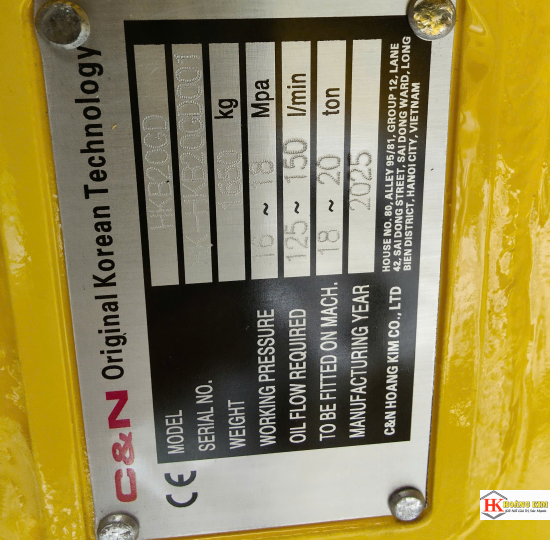 C&N Original Korean Technology
CE
MODEL HKB20GD
SERIAL NO.
WEIGHT kg
WORKING PRESSURE 16 ~ 18 Mpa
OIL FLOW REQUIRED 125 ~ 150 l/min
TO BE FITTED ON MACH. 18 ~ 20 ton
MANUFACTURING YEAR 2025
C&N HOANG KIM CO., LTD
HOUSE NO. 80, ALLEY 95/81, GROUP 12, LANE
42, SAI DONG STREET, SAI DONG WARD, LONG
BIEN DISTRICT, HANOI CITY, VIETNAM
HK HOÀNG KIM